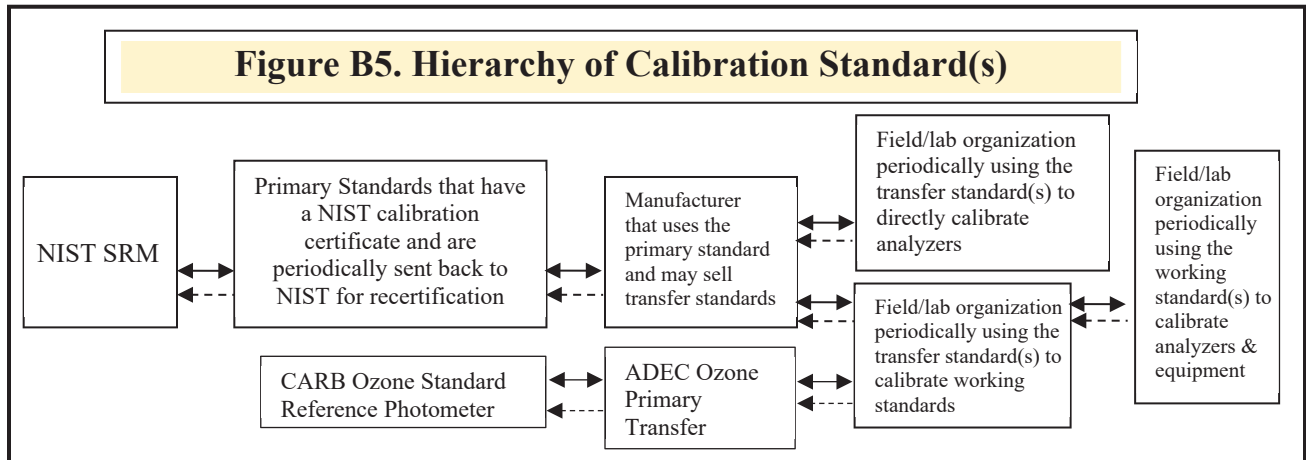 Figure B5. Hierarchy of Calibration Standard(s)
NIST SRM
Primary Standards that have
a NIST calibration
certificate and are
periodically sent back to
NIST for recertification
Manufacturer
that uses the
primary standard
and may sell
transfer standards
Field/lab organization
periodically using the
transfer standard(s) to
directly calibrate
analyzers
Field/lab organization
periodically using the
transfer standard(s) to
calibrate working
standards
Field/lab
organization
periodically
using the
working
standard(s) to
calibrate
analyzers &
equipment
CARB Ozone Standard
Reference Photometer
ADEC Ozone
Primary
Transfer